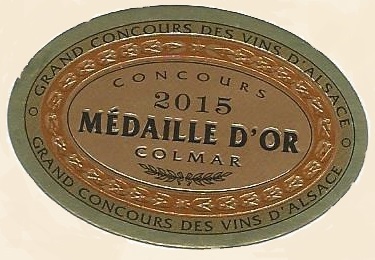 GRAND CONCOURS DES VINS D'ALSACE
CONCOURS
2015
MÉDAILLE D'OR
COLMAR
GRAND CONCOURS DES VINS D'ALSACE